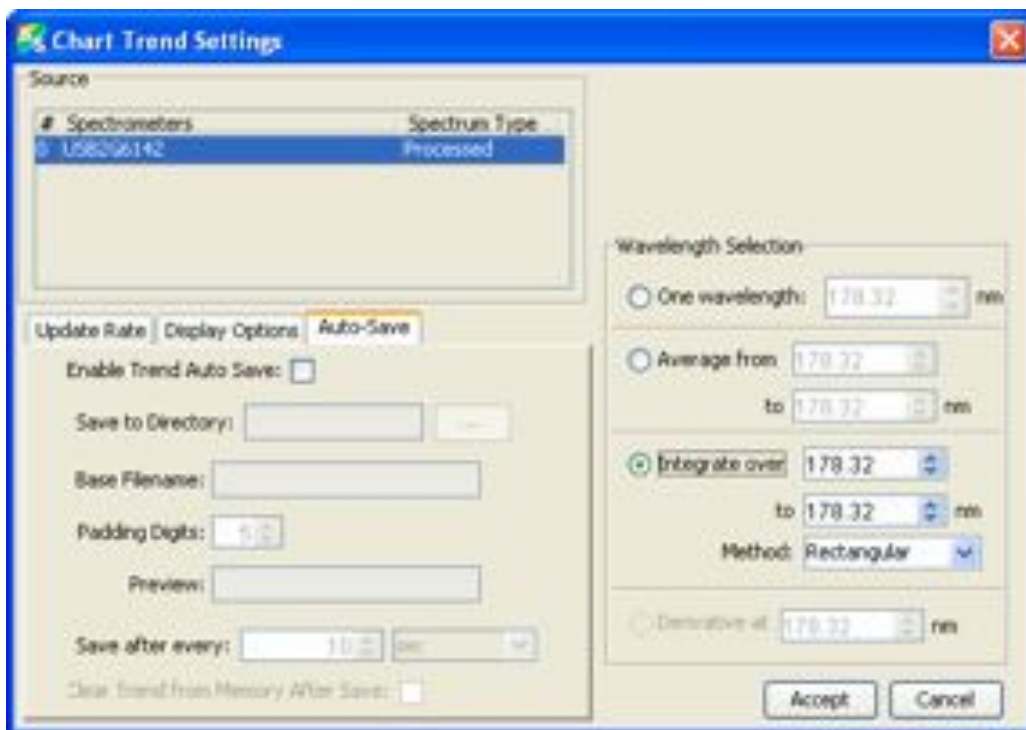 Chart Trend Settings
Source
# Spectrometers Spectrum Type
0 USB2G6142 Processed
Update Rate Display Options Auto-Save
Enable Trend Auto Save:
Save to Directory:
...
Base Filename:
Padding Digits: 5
Preview:
Save after every: 10 sec
Clear Trend from Memory After Save:
Wavelength Selection
One wavelength: 178.32 nm
Average from 178.32
to 178.32 nm
Integrate over 178.32
to 178.32 nm
Method: Rectangular
Derivative at 178.32 nm
Accept Cancel